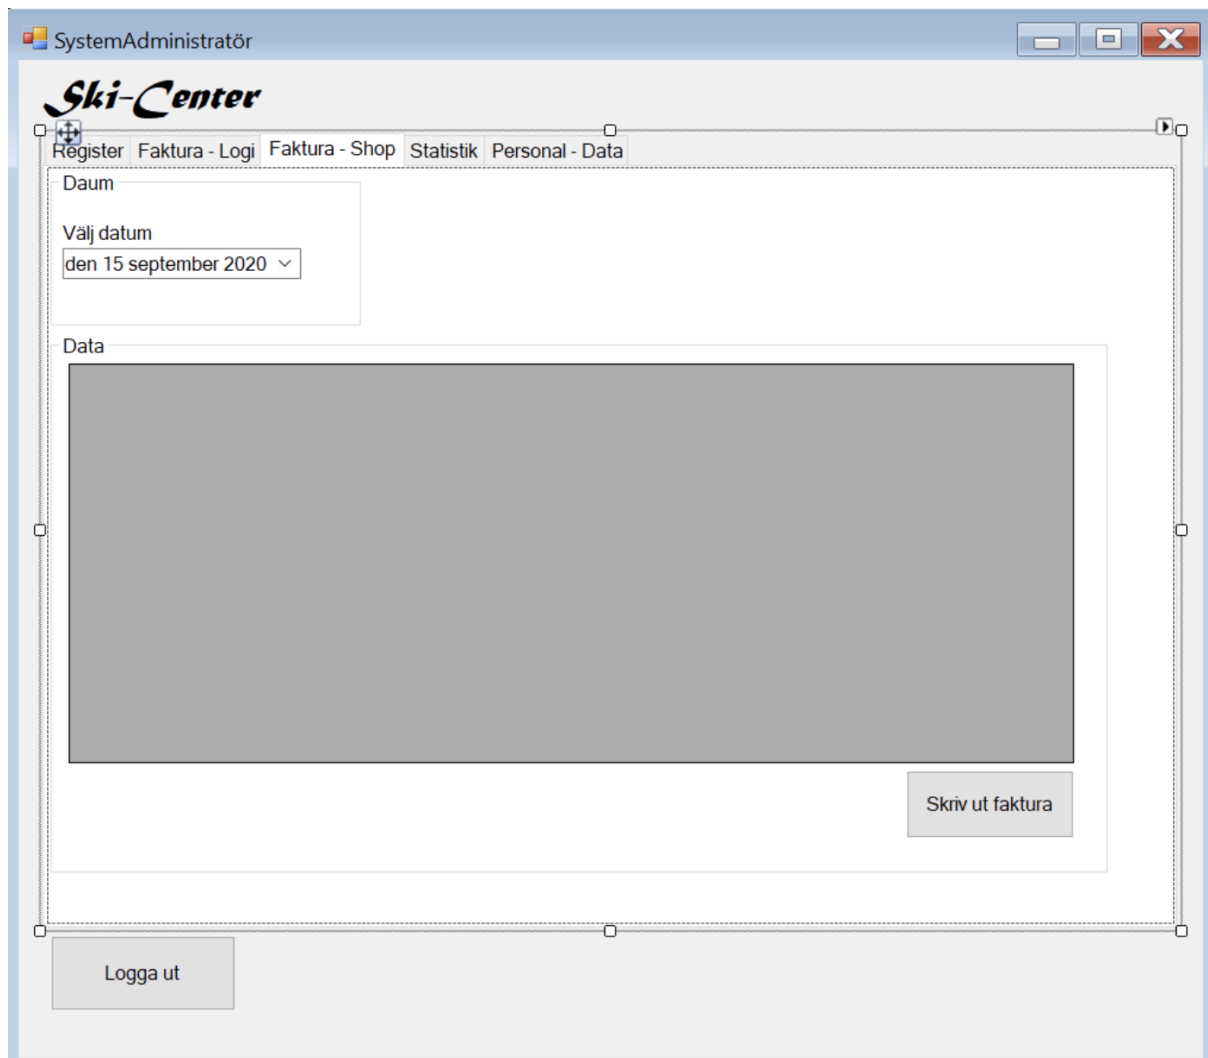 SystemAdministratör
Ski-Center
Register Faktura - Logi Faktura - Shop Statistik Personal - Data
Daum
Välj datum
den 15 september 2020
Data
Skriv ut faktura
Logga ut